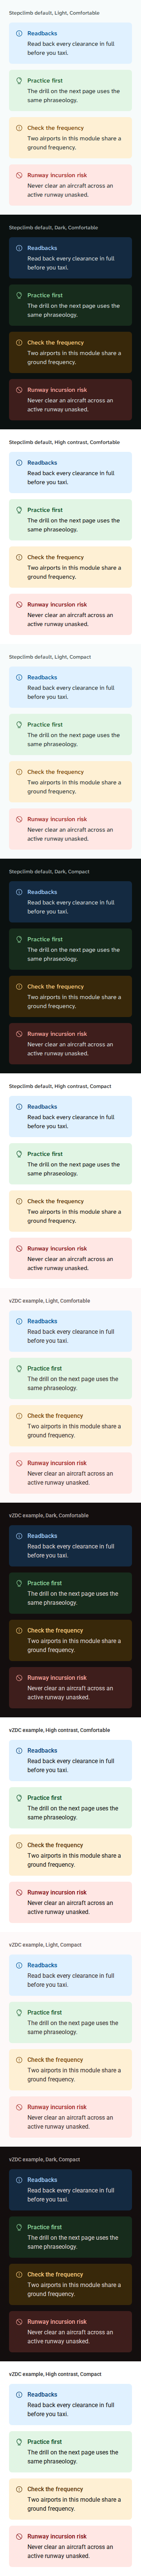 Stepclimb default, Light, Comfortable
Readbacks
Read back every clearance in full
before you taxi.
Practice first
The drill on the next page uses the
same phraseology.
Check the frequency
Two airports in this module share a
ground frequency.
Runway incursion risk
Never clear an aircraft across an
active runway unasked.
Stepclimb default, Dark, Comfortable
Readbacks
Read back every clearance in full
before you taxi.
Practice first
The drill on the next page uses the
same phraseology.
Check the frequency
Two airports in this module share a
ground frequency.
Runway incursion risk
Never clear an aircraft across an
active runway unasked.
Stepclimb default, High contrast, Comfortable
Readbacks
Read back every clearance in full
before you taxi.
Practice first
The drill on the next page uses the
same phraseology.
Check the frequency
Two airports in this module share a
ground frequency.
Runway incursion risk
Never clear an aircraft across an
active runway unasked.
Stepclimb default, Light, Compact
Readbacks
Read back every clearance in full
before you taxi.
Practice first
The drill on the next page uses the
same phraseology.
Check the frequency
Two airports in this module share a
ground frequency.
Runway incursion risk
Never clear an aircraft across an
active runway unasked.
Stepclimb default, Dark, Compact
Readbacks
Read back every clearance in full
before you taxi.
Practice first
The drill on the next page uses the
same phraseology.
Check the frequency
Two airports in this module share a
ground frequency.
Runway incursion risk
Never clear an aircraft across an
active runway unasked.
Stepclimb default, High contrast, Compact
Readbacks
Read back every clearance in full
before you taxi.
Practice first
The drill on the next page uses the
same phraseology.
Check the frequency
Two airports in this module share a
ground frequency.
Runway incursion risk
Never clear an aircraft across an
active runway unasked.
vZDC example, Light, Comfortable
Readbacks
Read back every clearance in full
before you taxi.
Practice first
The drill on the next page uses the
same phraseology.
Check the frequency
Two airports in this module share a
ground frequency.
Runway incursion risk
Never clear an aircraft across an
active runway unasked.
vZDC example, Dark, Comfortable
Readbacks
Read back every clearance in full
before you taxi.
Practice first
The drill on the next page uses the
same phraseology.
Check the frequency
Two airports in this module share a
ground frequency.
Runway incursion risk
Never clear an aircraft across an
active runway unasked.
vZDC example, High contrast, Comfortable
Readbacks
Read back every clearance in full
before you taxi.
Practice first
The drill on the next page uses the
same phraseology.
Check the frequency
Two airports in this module share a
ground frequency.
Runway incursion risk
Never clear an aircraft across an
active runway unasked.
vZDC example, Light, Compact
Readbacks
Read back every clearance in full
before you taxi.
Practice first
The drill on the next page uses the
same phraseology.
Check the frequency
Two airports in this module share a
ground frequency.
Runway incursion risk
Never clear an aircraft across an
active runway unasked.
vZDC example, Dark, Compact
Readbacks
Read back every clearance in full
before you taxi.
Practice first
The drill on the next page uses the
same phraseology.
Check the frequency
Two airports in this module share a
ground frequency.
Runway incursion risk
Never clear an aircraft across an
active runway unasked.
vZDC example, High contrast, Compact
Readbacks
Read back every clearance in full
before you taxi.
Practice first
The drill on the next page uses the
same phraseology.
Check the frequency
Two airports in this module share a
ground frequency.
Runway incursion risk
Never clear an aircraft across an
active runway unasked.